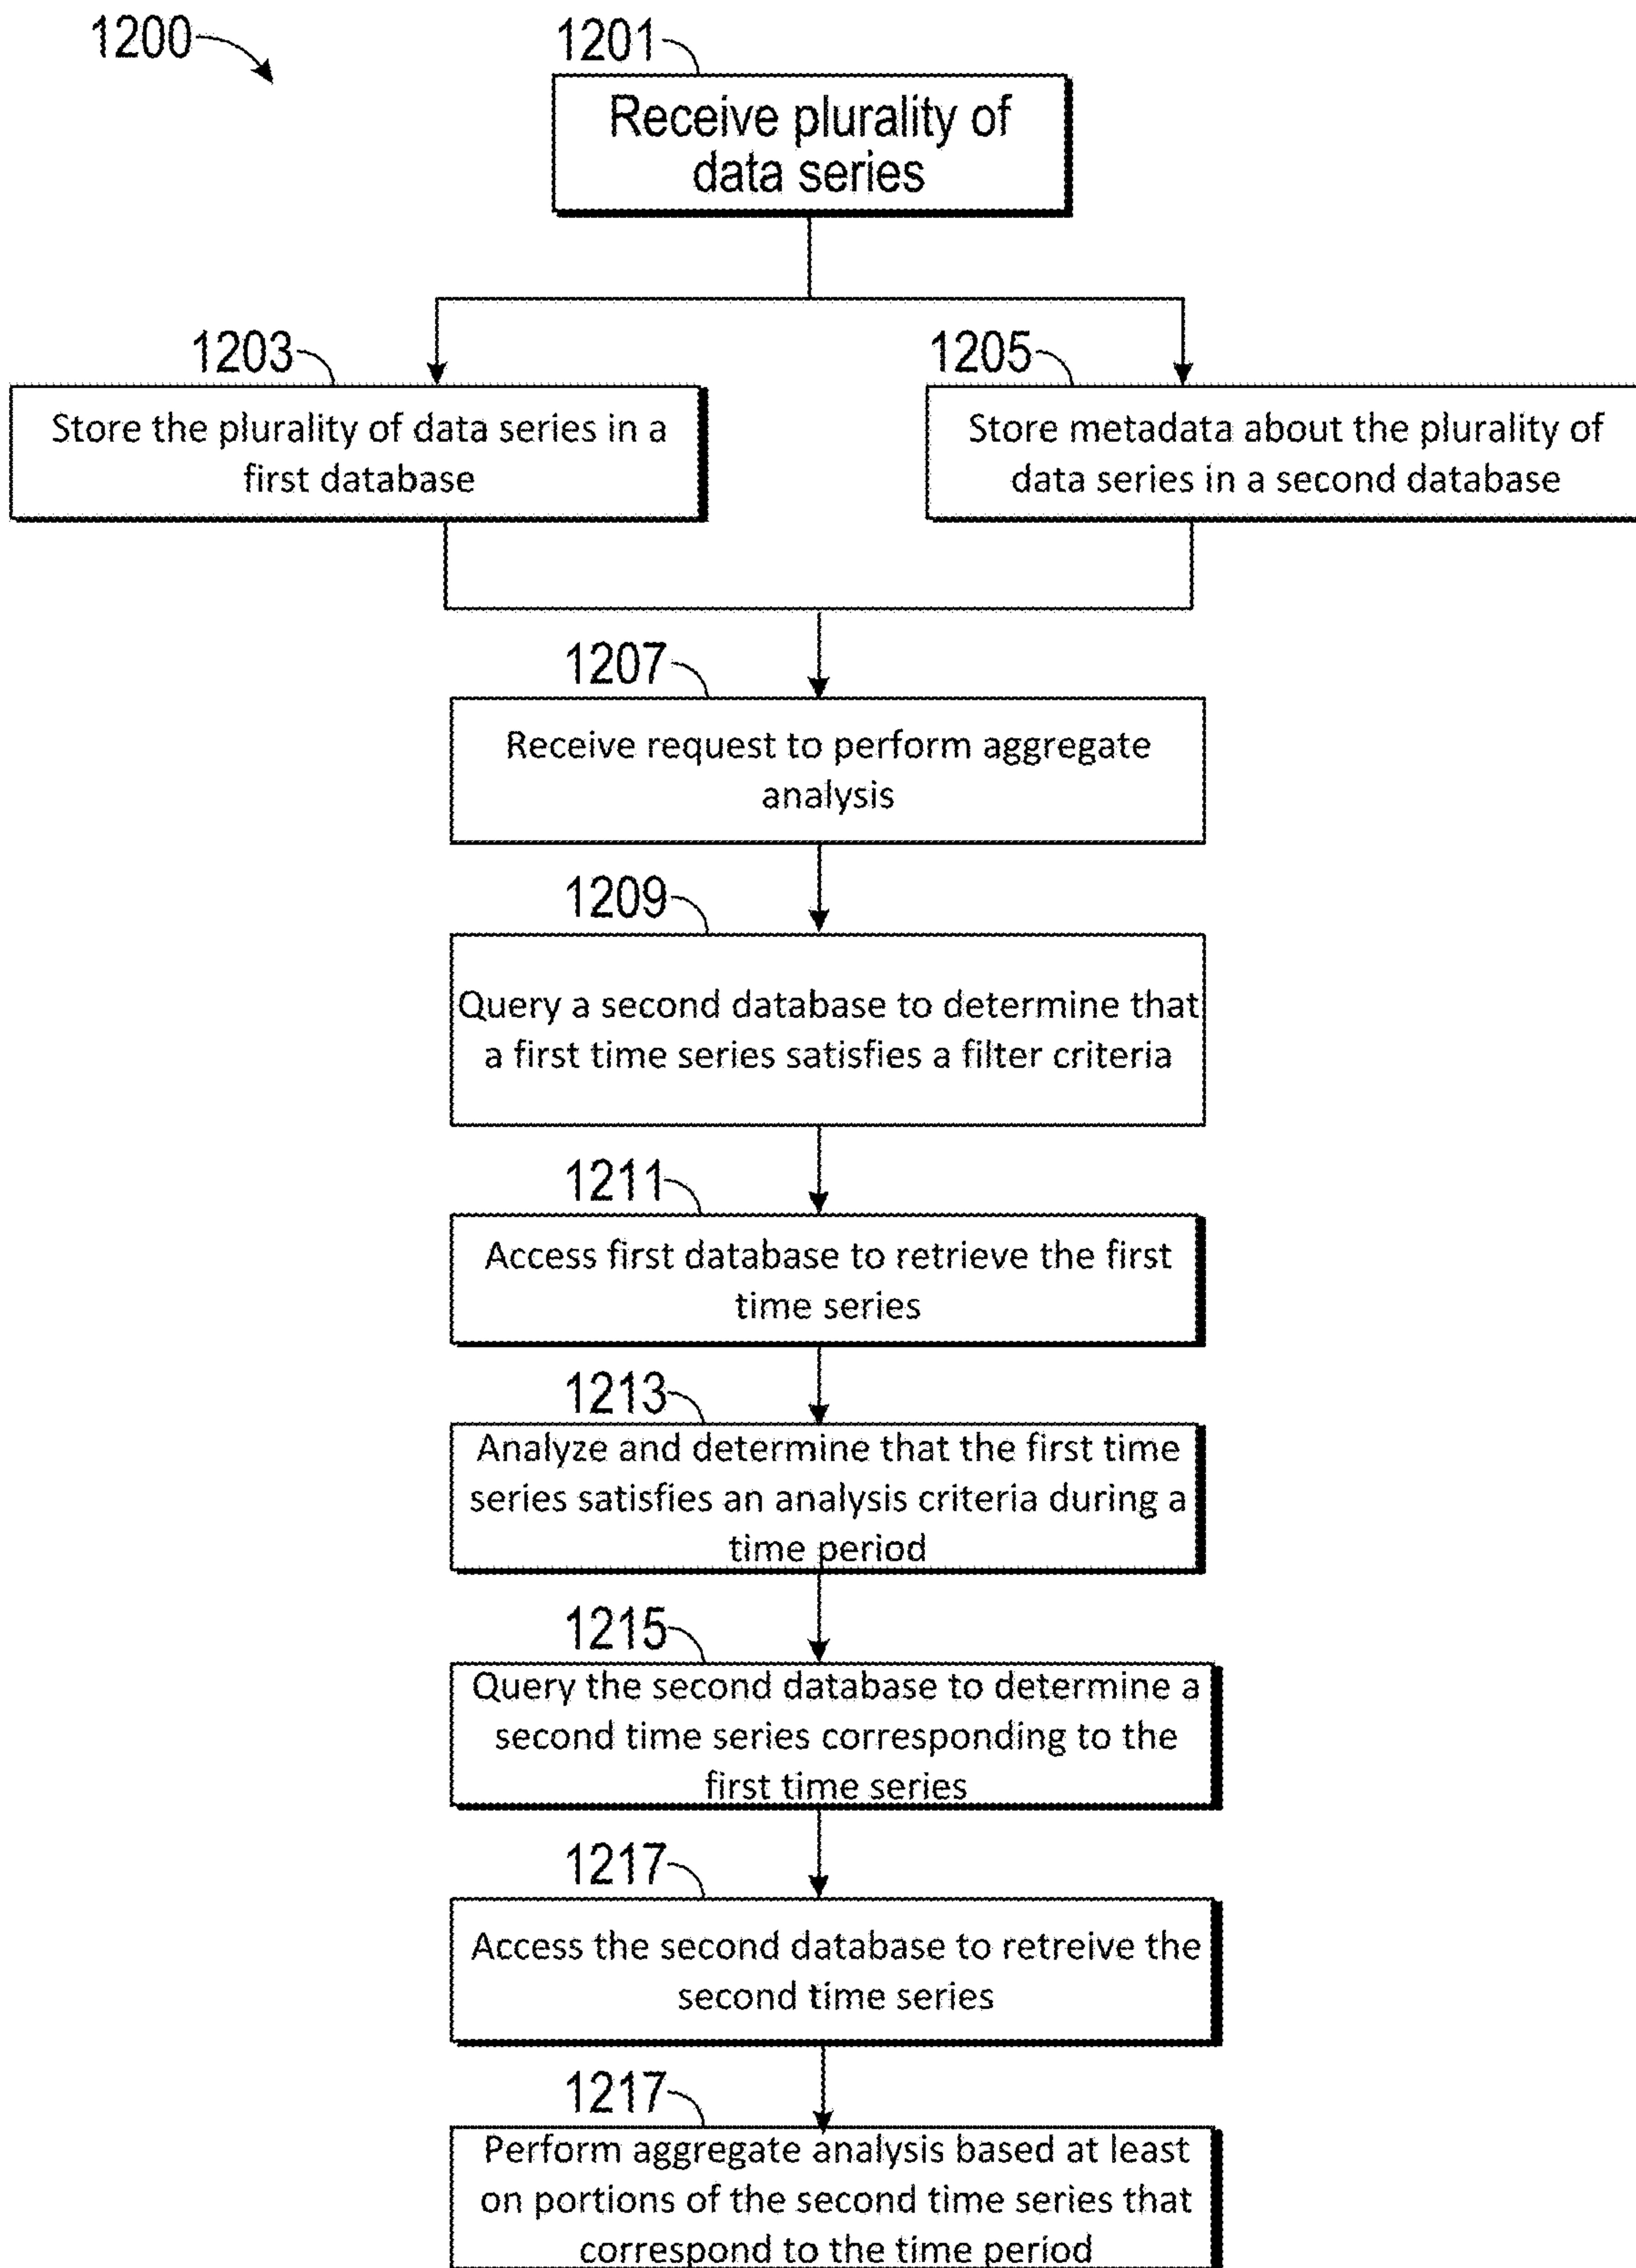 1200
1201
Receive plurality of
data series
1203
Store the plurality of data series in a
first database
1205
Store metadata about the plurality of
data series in a second database
1207
Receive request to perform aggregate
analysis
1209
Query a second database to determine that
a first time series satisfies a filter criteria
1211
Access first database to retrieve the first
time series
1213
Analyze and determine that the first time
series satisfies an analysis criteria during a
time period
1215
Query the second database to determine a
second time series corresponding to the
first time series
1217
Access the second database to retreive the
second time series
1217
Perform aggregate analysis based at least
on portions of the second time series that
correspond to the time period